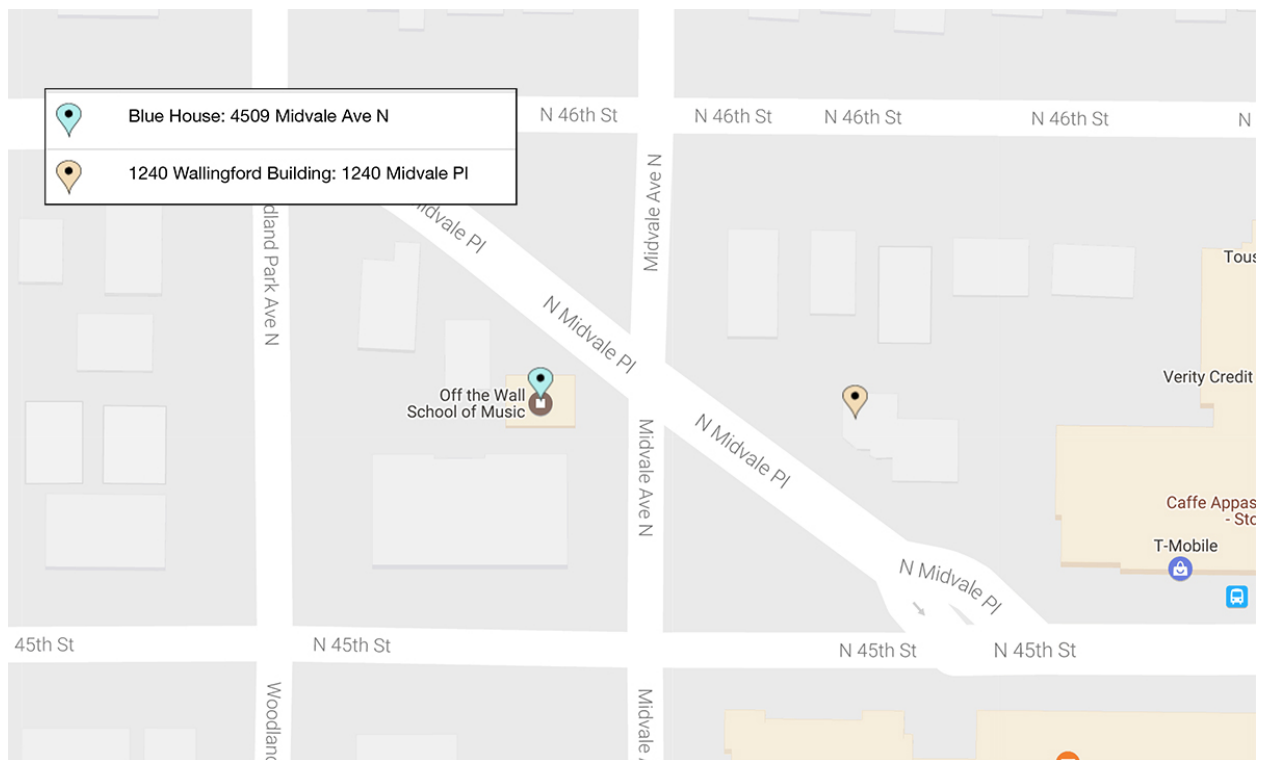 Blue House: 4509 Midvale Ave N
1240 Wallingford Building: 1240 Midvale Pl
N 46th St
N 46th St
N 46th St
N 46th St
N
Midvale Ave N
dland Park Ave N
idvale Pl
N Midvale Pl
Tous
Verity Credit
Off the Wall
School of Music
Midvale Ave N
N Midvale Pl
Caffe Appas
- Sto
T-Mobile
N Midvale Pl
45th St
N 45th St
N 45th St
N 45th St
Woodland
Midvale A